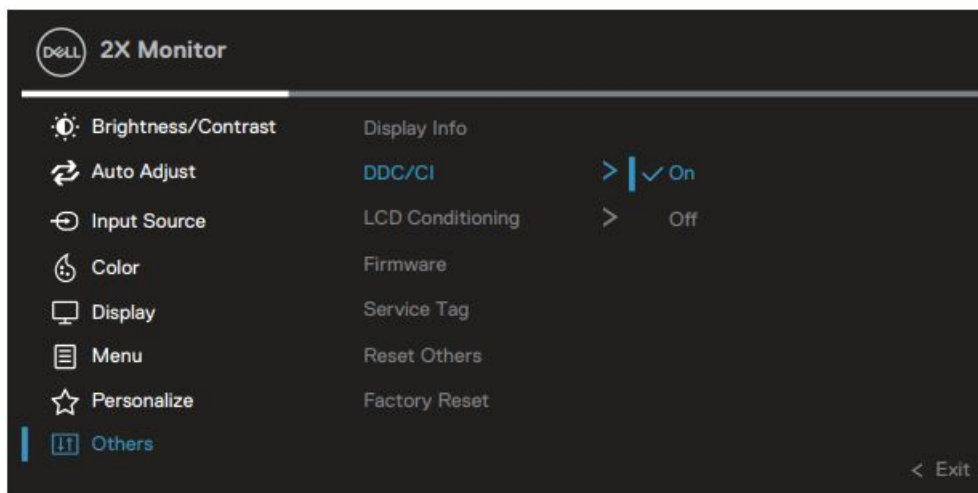 DELL 2X Monitor
Brightness/Contrast Display Info
Auto Adjust DDC/CI > ✓ On
Input Source LCD Conditioning > Off
Color Firmware
Display Service Tag
Menu Reset Others
Personalize Factory Reset
Others
< Exit